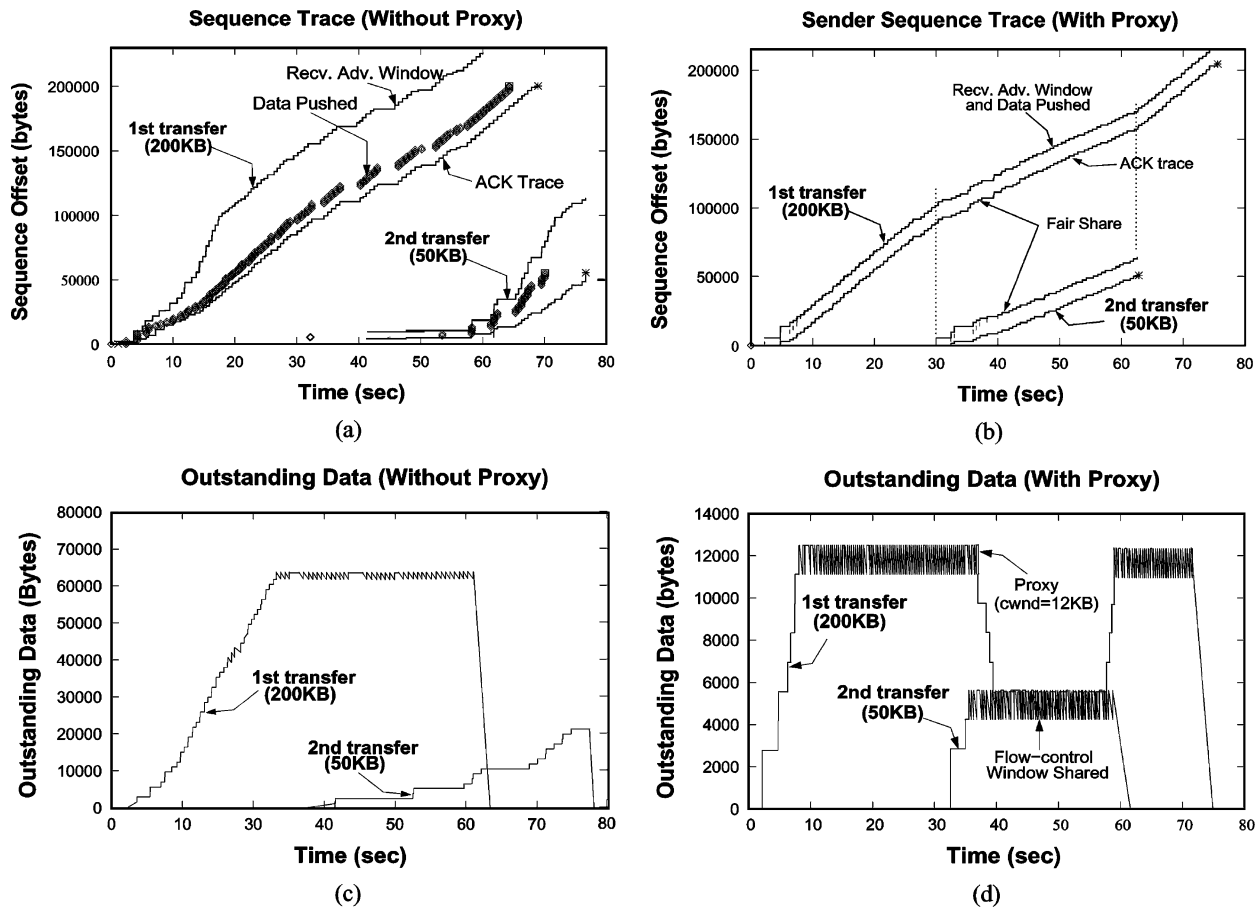 Sequence Trace (Without Proxy)
Sequence Offset (bytes)
200000
150000
100000
50000
0
Recv. Adv. Window
Data Pushed
1st transfer
(200KB)
ACK Trace
2nd transfer
(50KB)
0 10 20 30 40 50 60 70 80
Time (sec)
(a)
Sender Sequence Trace (With Proxy)
Sequence Offset (bytes)
200000
150000
100000
50000
0
Recv. Adv. Window
and Data Pushed
ACK trace
1st transfer
(200KB)
Fair Share
2nd transfer
(50KB)
0 10 20 30 40 50 60 70 80
Time (sec)
(b)
Outstanding Data (Without Proxy)
Outstanding Data (Bytes)
80000
70000
60000
50000
40000
30000
20000
10000
0
1st transfer
(200KB)
2nd transfer
(50KB)
0 10 20 30 40 50 60 70 80
Time (sec)
(c)
Outstanding Data (With Proxy)
Outstanding Data (bytes)
14000
12000
10000
8000
6000
4000
2000
0
Proxy
(cwnd=12KB)
1st transfer
(200KB)
2nd transfer
(50KB)
Flow-control
Window Shared
0 10 20 30 40 50 60 70 80
Time (sec)
(d)